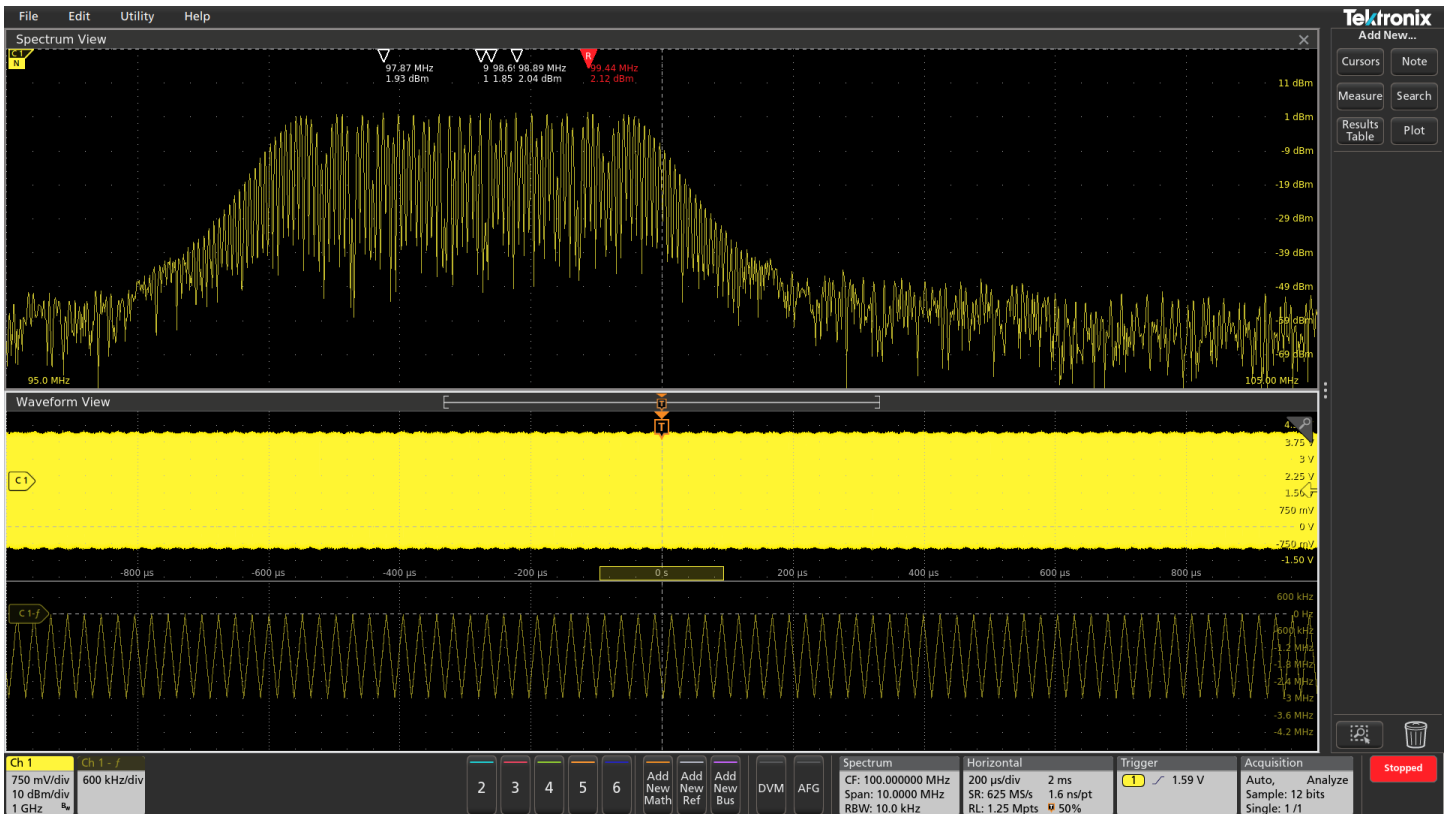 File Edit Utility Help
Tektronix
Add New...
Spectrum View
C 1
N
97.87 MHz
1.93 dBm
98.89 MHz
1.85 2.04 dBm
R
99.44 MHz
2.12 dBm
11 dBm
1 dBm
-9 dBm
-19 dBm
-29 dBm
-39 dBm
-49 dBm
-59 dBm
-69 dBm
95.0 MHz
105.00 MHz
Cursors Note
Measure Search
Results Table Plot
Waveform View
T
T
C 1
3.75 V
3 V
2.25 V
1.50
750 mV
0 V
-750 mV
-1.50 V
-800 µs -600 µs -400 µs -200 µs 0 s 200 µs 400 µs 600 µs 800 µs
C 1-f
600 kHz
0 Hz
-600 kHz
-1.2 MHz
-1.8 MHz
-2.4 MHz
-3 MHz
-3.6 MHz
-4.2 MHz
Ch 1
750 mV/div
10 dBm/div
1 GHz
Ch 1 - f
600 kHz/div
2 3 4 5 6
Add New Math
Add New Ref
Add New Bus
DVM AFG
Spectrum
CF: 100.000000 MHz
Span: 10.0000 MHz
RBW: 10.0 kHz
Horizontal
200 µs/div 2 ms
SR: 625 MS/s 1.6 ns/pt
RL: 1.25 Mpts 50%
Trigger
1 1.59 V
Acquisition
Auto, Analyze
Sample: 12 bits
Single: 1 /1
Stopped